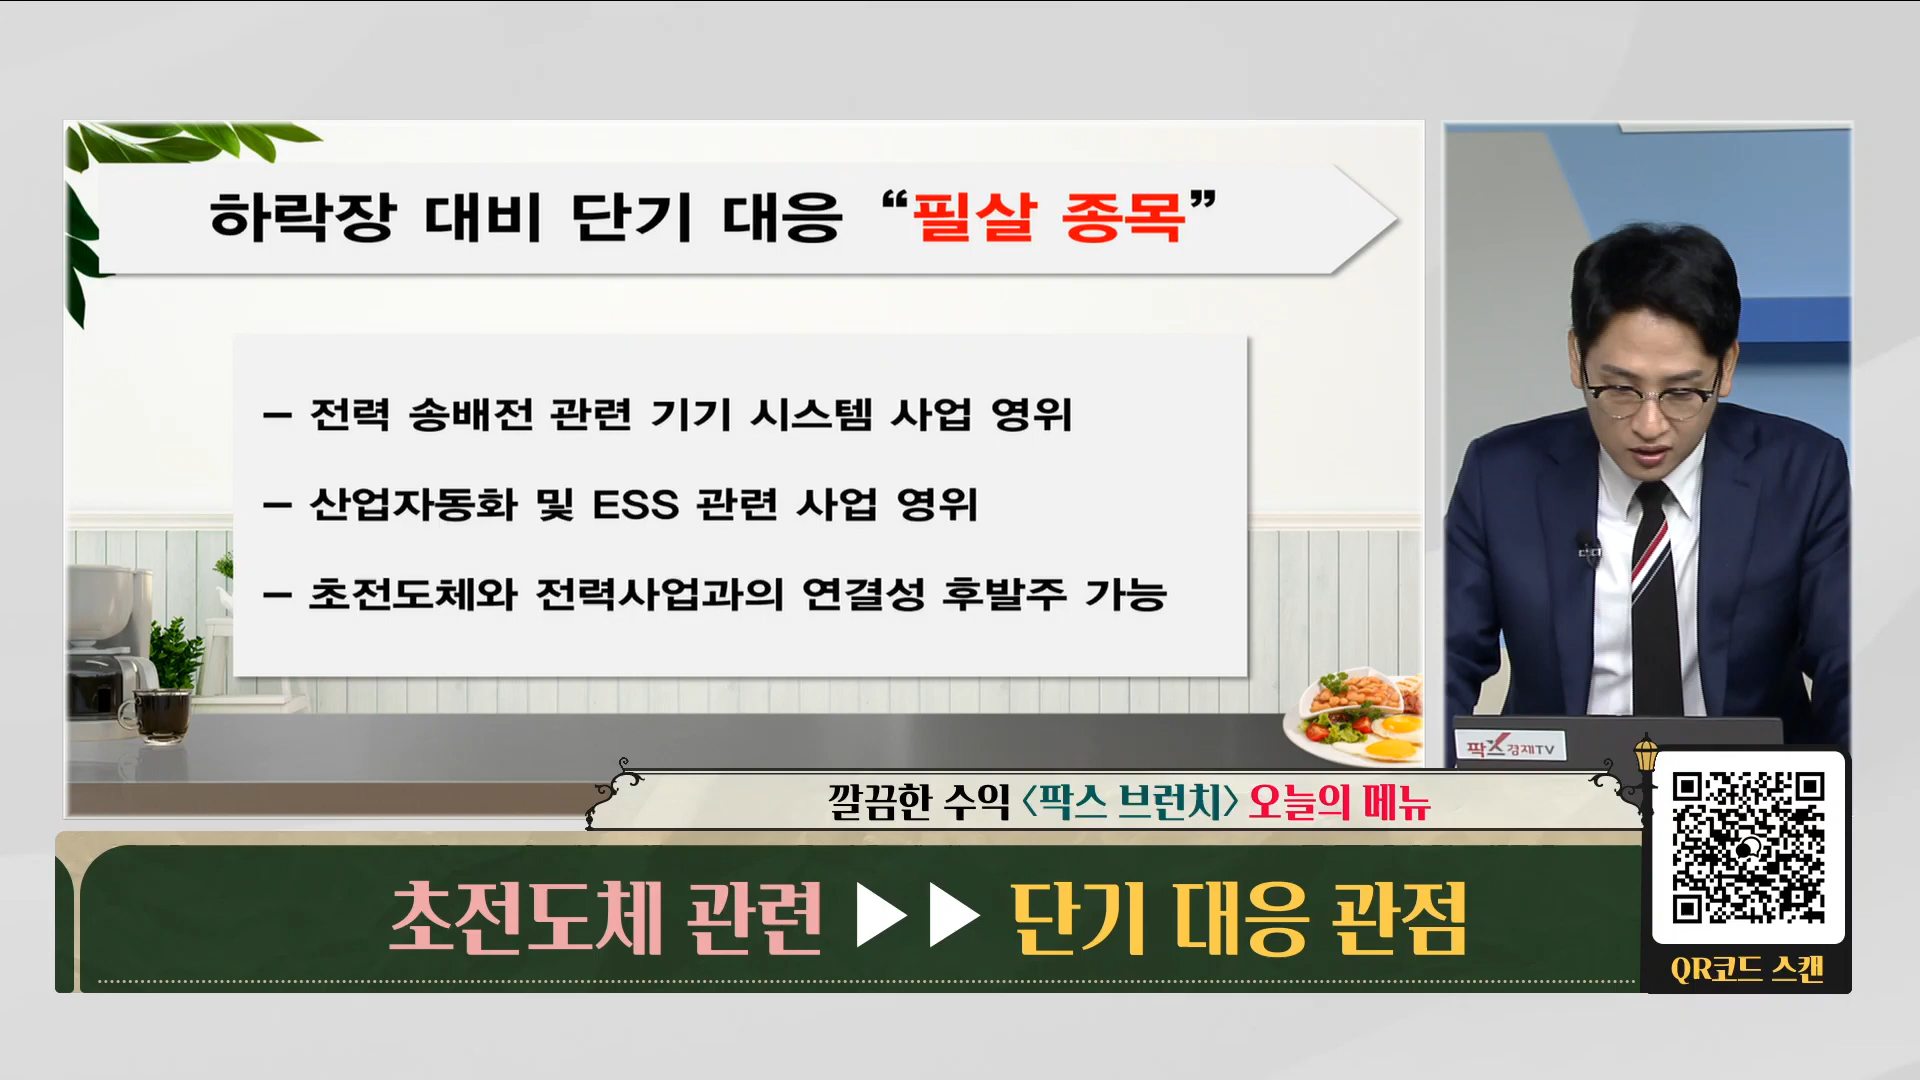 하락장 대비 단기 대응 “필살 종목”
– 전력 송배전 관련 기기 시스템 사업 영위
– 산업자동화 및 ESS 관련 사업 영위
– 초전도체와 전력사업과의 연결성 후발주 가능
팍스경제TV
깔끔한 수익 〈팍스 브런치〉 오늘의 메뉴
초전도체 관련 ▶▶ 단기 대응 관점
QR코드 스캔